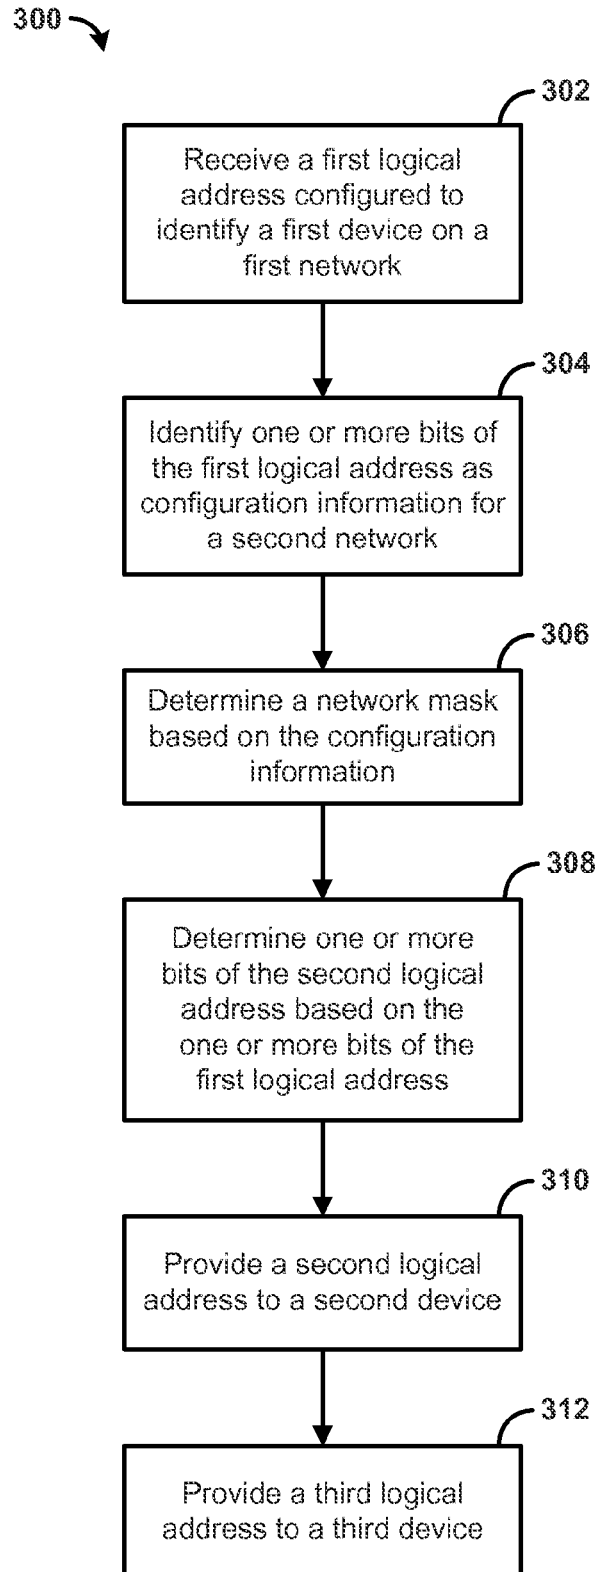 300
302
Receive a first logical
address configured to
identify a first device on a
first network
304
Identify one or more bits of
the first logical address as
configuration information for
a second network
306
Determine a network mask
based on the configuration
information
308
Determine one or more
bits of the second logical
address based on the
one or more bits of the
first logical address
310
Provide a second logical
address to a second device
312
Provide a third logical
address to a third device